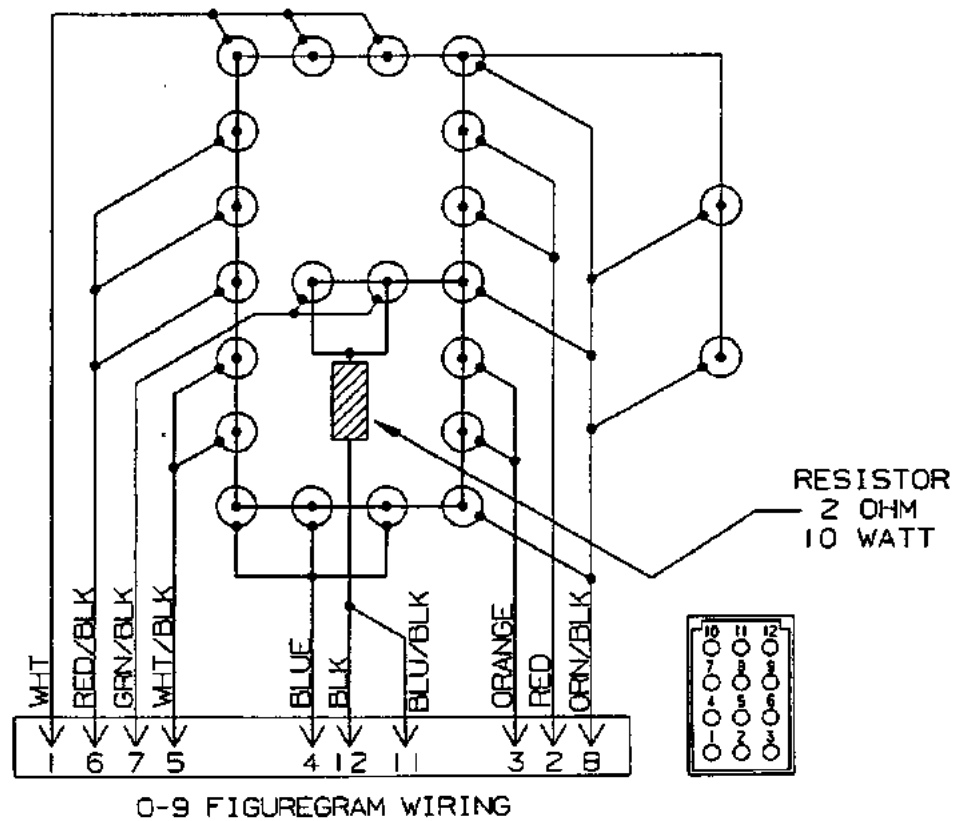 RESISTOR
2 OHM
10 WATT
WHT
RED/BLK
GRN/BLK
WHT/BLK
BLUE
BLK
BLU/BLK
ORANGE
RED
ORN/BLK
1 6 7 5 4 12 11 3 2 8
10 11 12
7 8 9
4 5 6
1 2 3
0-9 FIGUREGRAM WIRING